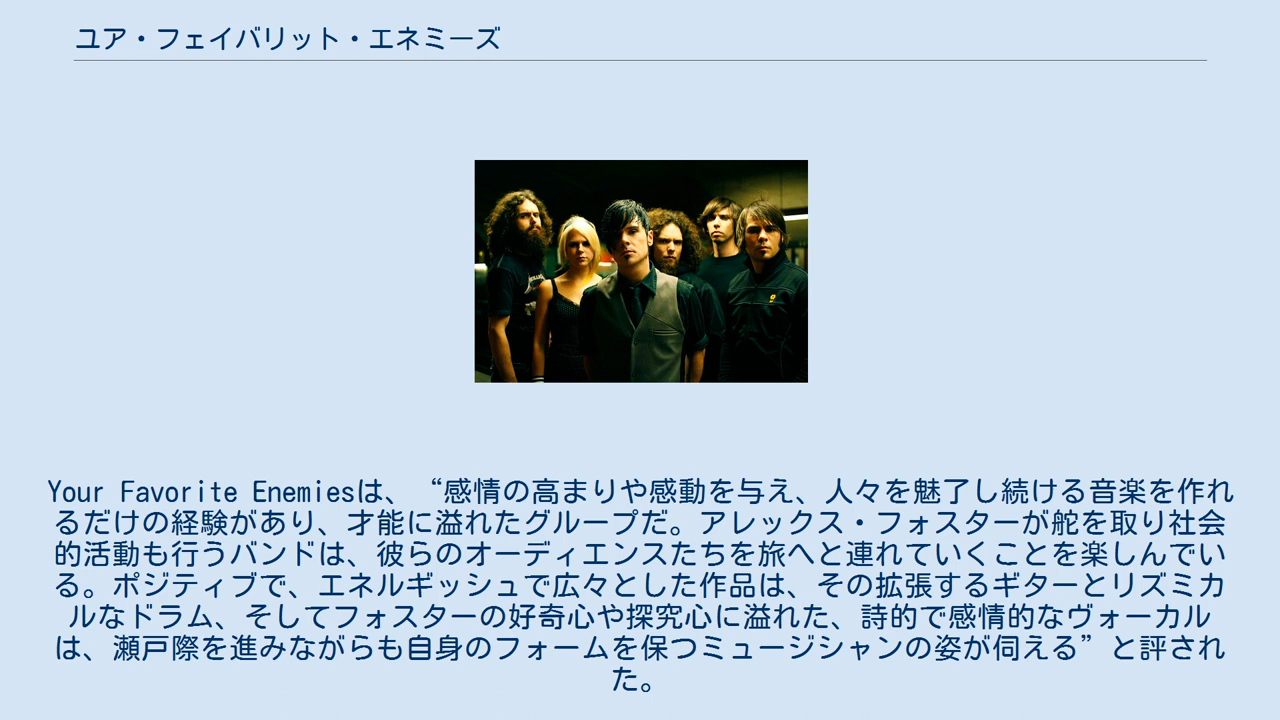 ユア・フェイバリット・エネミーズ
Your Favorite Enemiesは、“感情の高まりや感動を与え、人々を魅了し続ける音楽を作れ
るだけの経験があり、才能に溢れたグループだ。アレックス・フォスターが舵を取り社会
的活動も行うバンドは、彼らのオーディエンスたちを旅へと連れていくことを楽しんでい
る。ポジティブで、エネルギッシュで広々とした作品は、その拡張するギターとリズミカ
ルなドラム、そしてフォスターの好奇心や探究心に溢れた、詩的で感情的なヴォーカル
は、瀬戸際を進みながらも自身のフォームを保つミュージシャンの姿が伺える”と評され
た。